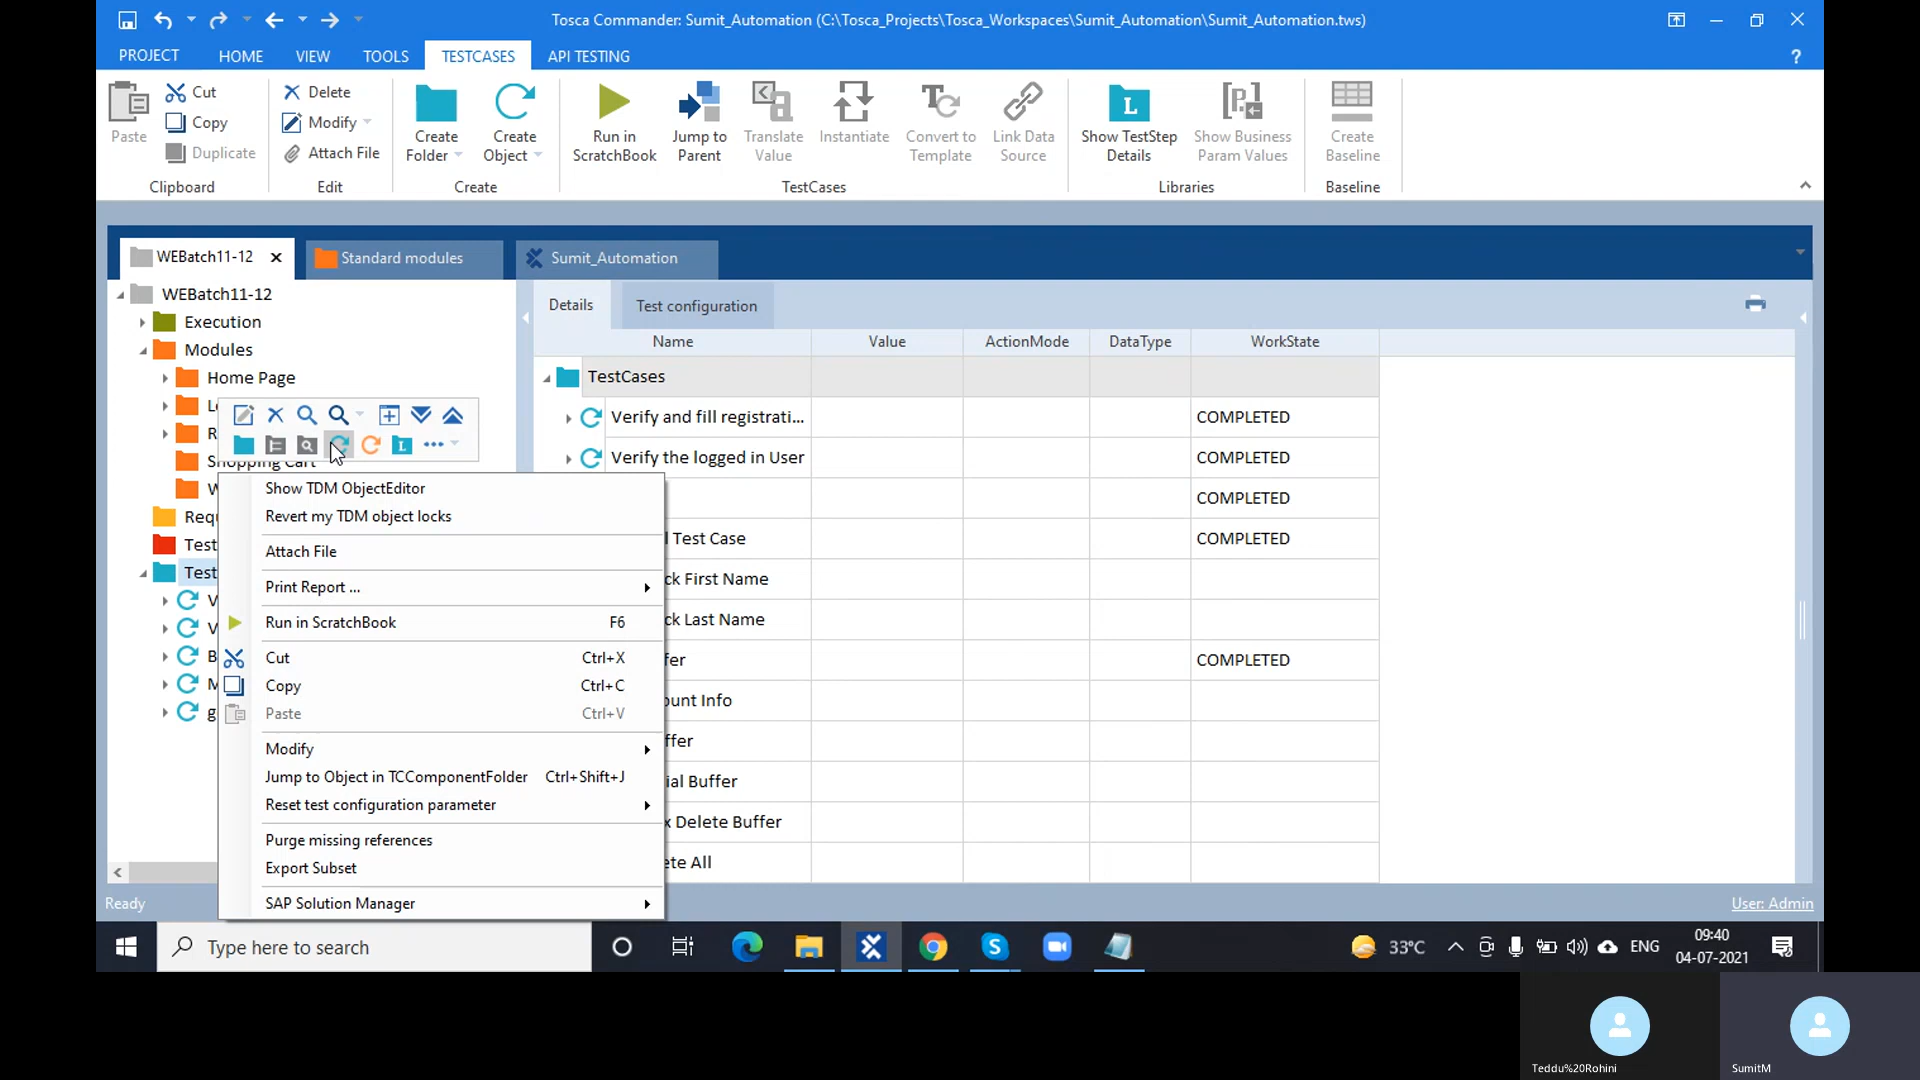 Tosca Commander: Sumit_Automation (C:\Tosca_Projects\Tosca_Workspaces\Sumit_Automation\Sumit_Automation.tws)
PROJECT HOME VIEW TOOLS TESTCASES API TESTING ?
Paste
Cut
Copy
Duplicate
Clipboard
Delete
Modify
Attach File
Edit
Create Folder
Create Object
Create
Run in ScratchBook
Jump to Parent
Translate Value
Instantiate
Convert to Template
Link Data Source
TestCases
Show TestStep Details
Show Business Param Values
Libraries
Create Baseline
Baseline
WEBatch11-12
Standard modules
Sumit_Automation
WEBatch11-12
Execution
Modules
Home Page
L
R
Shopping Cart
W
Requ
Test
Test
V
V
B
M
g
Show TDM ObjectEditor
Revert my TDM object locks
Attach File
Print Report ...
Run in ScratchBook F6
Cut Ctrl+X
Copy Ctrl+C
Paste Ctrl+V
Modify
Jump to Object in TCComponentFolder Ctrl+Shift+J
Reset test configuration parameter
Purge missing references
Export Subset
SAP Solution Manager
Details Test configuration
Name Value ActionMode DataType WorkState
TestCases
Verify and fill registrati... COMPLETED
Verify the logged in User COMPLETED
COMPLETED
l Test Case COMPLETED
ck First Name
ck Last Name
fer COMPLETED
ount Info
ffer
ial Buffer
x Delete Buffer
ete All
Ready
User: Admin
Type here to search
33°C
ENG
09:40
04-07-2021
Teddu%20Rohini
SumitM